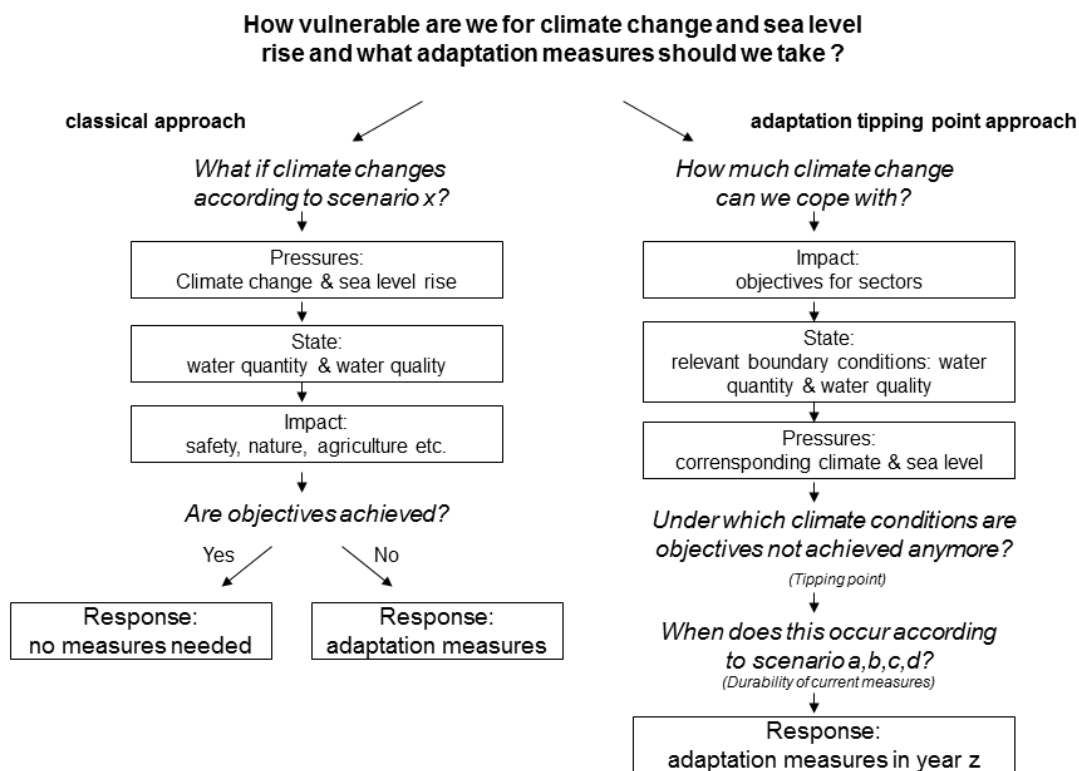 How vulnerable are we for climate change and sea level
rise and what adaptation measures should we take ?
classical approach
What if climate changes
according to scenario x?
Pressures:
Climate change & sea level rise
State:
water quantity & water quality
Impact:
safety, nature, agriculture etc.
Are objectives achieved?
Yes
No
Response:
no measures needed
Response:
adaptation measures
adaptation tipping point approach
How much climate change
can we cope with?
Impact:
objectives for sectors
State:
relevant boundary conditions: water
quantity & water quality
Pressures:
corrensponding climate & sea level
Under which climate conditions are
objectives not achieved anymore?
(Tipping point)
When does this occur according
to scenario a,b,c,d?
(Durability of current measures)
Response:
adaptation measures in year z